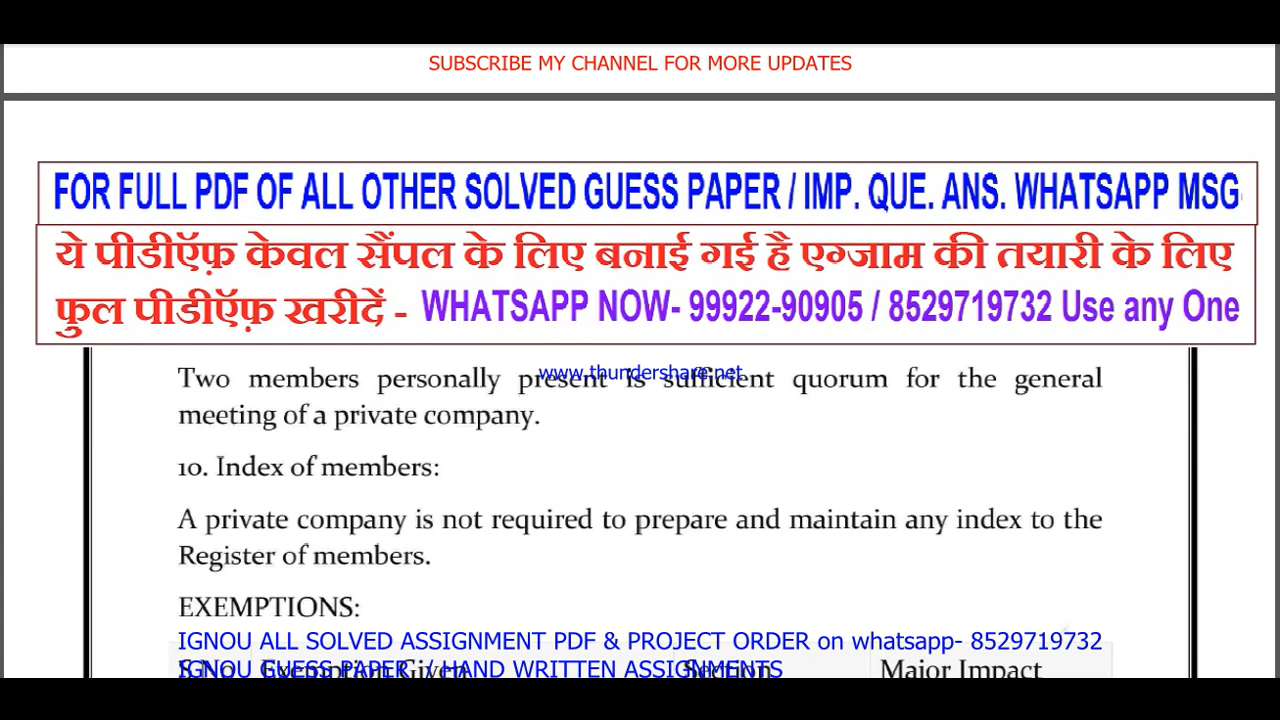 SUBSCRIBE MY CHANNEL FOR MORE UPDATES
FOR FULL PDF OF ALL OTHER SOLVED GUESS PAPER / IMP. QUE. ANS. WHATSAPP MSG
ये पीडीऍफ़ केवल सैंपल के लिए बनाई गई है एग्जाम की तयारी के लिए
फुल पीडीऍफ़ खरीदें - WHATSAPP NOW- 99922-90905 / 8529719732 Use any One
www.thundershare.net
Two members personally present is sufficient quorum for the general
meeting of a private company.
10. Index of members:
A private company is not required to prepare and maintain any index to the
Register of members.
EXEMPTIONS:
IGNOU ALL SOLVED ASSIGNMENT PDF & PROJECT ORDER on whatsapp- 8529719732
IGNOU GUESS PAPER / HAND WRITTEN ASSIGNMENTS
S.No Exemption Given Section Major Impact